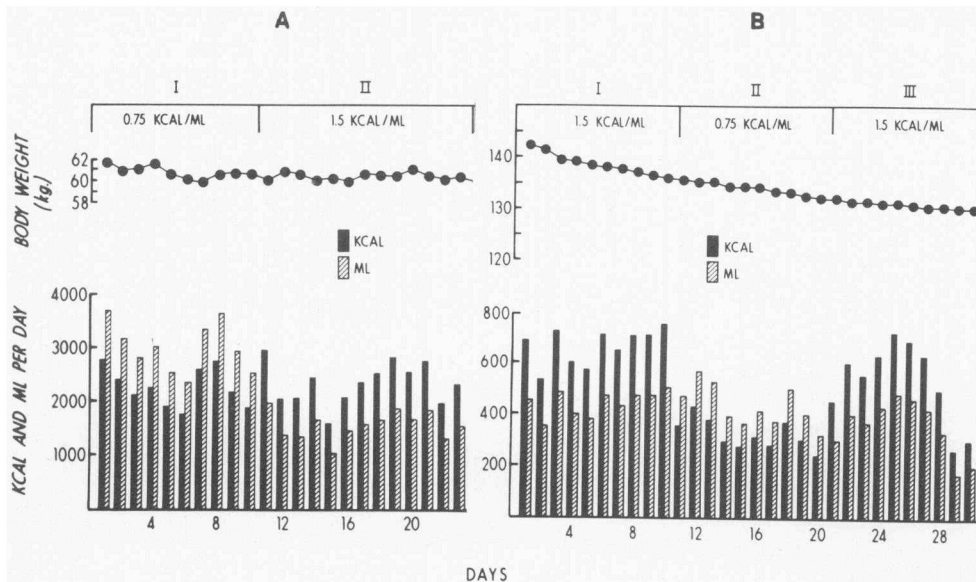 A
B
I
II
0.75 KCAL/ML
1.5 KCAL/ML
I
II
III
1.5 KCAL/ML
0.75 KCAL/ML
1.5 KCAL/ML
BODY WEIGHT
(kg.)
62
60
58
140
130
120
KCAL
ML
KCAL
ML
KCAL AND ML PER DAY
4000
3000
2000
1000
800
600
400
200
4
8
12
16
20
4
8
12
16
20
24
28
DAYS